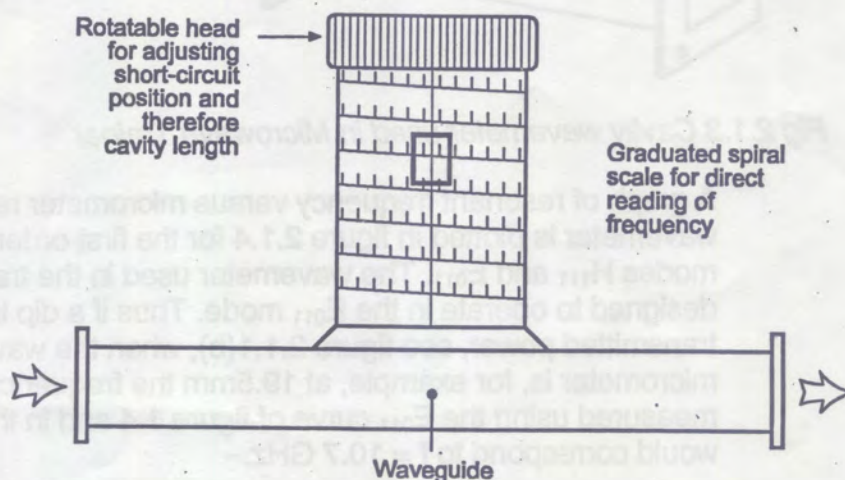 Rotatable head
for adjusting
short-circuit
position and
therefore
cavity length
Graduated spiral
scale for direct
reading of
frequency
Waveguide